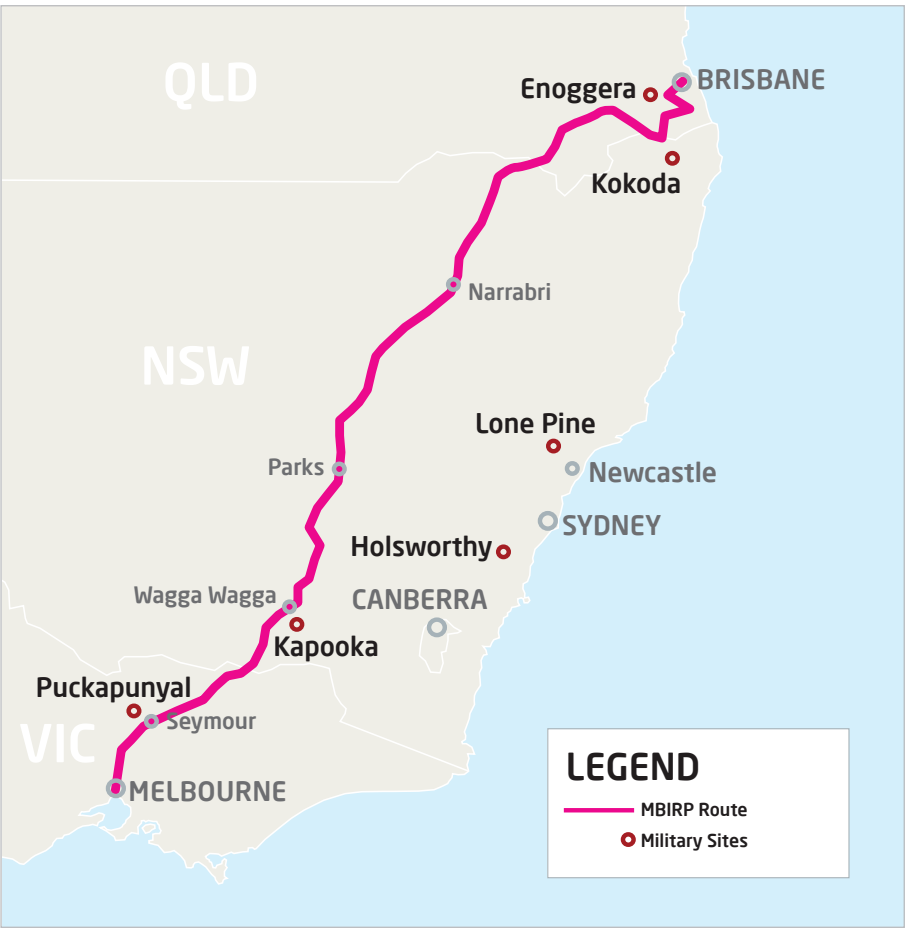 QLD
BRISBANE
Enoggera
Kokoda
Narrabri
NSW
Lone Pine
Parks
Newcastle
SYDNEY
Holsworthy
Wagga Wagga
CANBERRA
Kapooka
Puckapunyal
Seymour
VIC
MELBOURNE
LEGEND
MBIRP Route
Military Sites